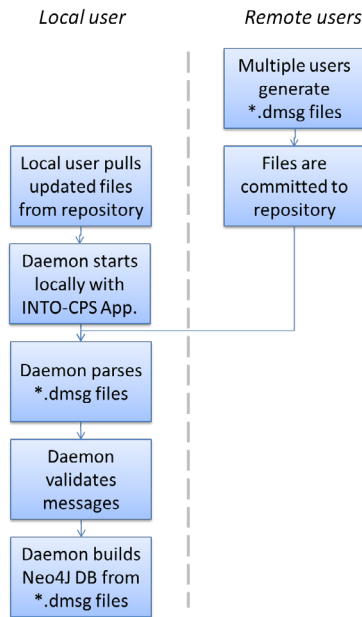 Local user
Remote users
Multiple users
generate
*.dmsg files
Local user pulls
updated files
from repository
Files are
committed to
repository
Daemon starts
locally with
INTO-CPS App.
Daemon parses
*.dmsg files
Daemon
validates
messages
Daemon builds
Neo4J DB from
*.dmsg files